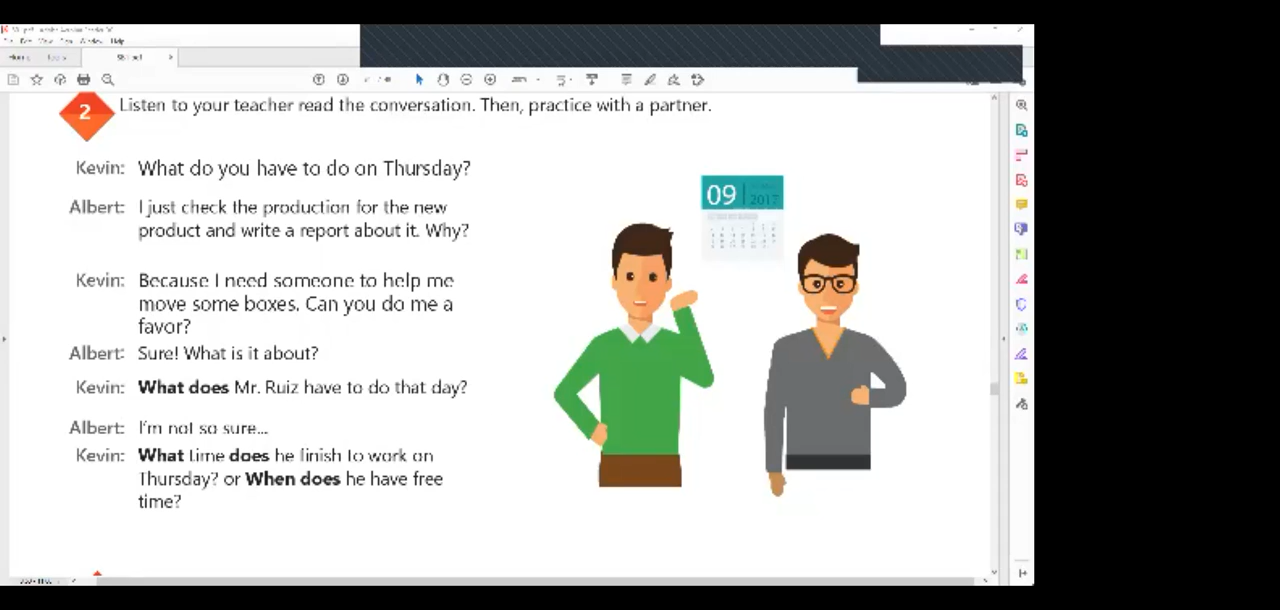 Window Help
Home
2 Listen to your teacher read the conversation. Then, practice with a partner.
Kevin: What do you have to do on Thursday?
Albert: I just check the production for the new
product and write a report about it. Why?
Kevin: Because I need someone to help me
move some boxes. Can you do me a
favor?
Albert: Sure! What is it about?
Kevin: What does Mr. Ruiz have to do that day?
Albert: I'm not so sure...
Kevin: What time does he finish to work on
Thursday? or When does he have free
time?
09
2017